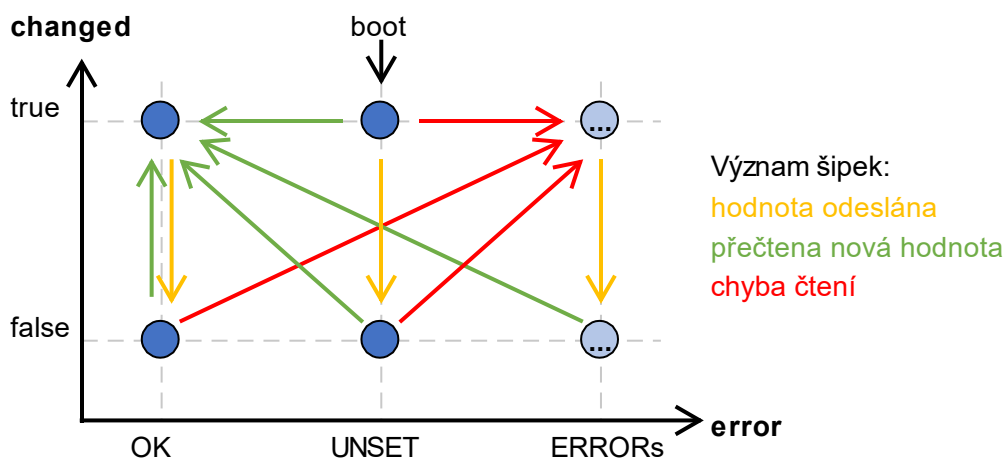 changed
boot
true
...
Význam šipek:
hodnota odeslána
přečtena nová hodnota
chyba čtení
false
...
error
OK
UNSET
ERRORs